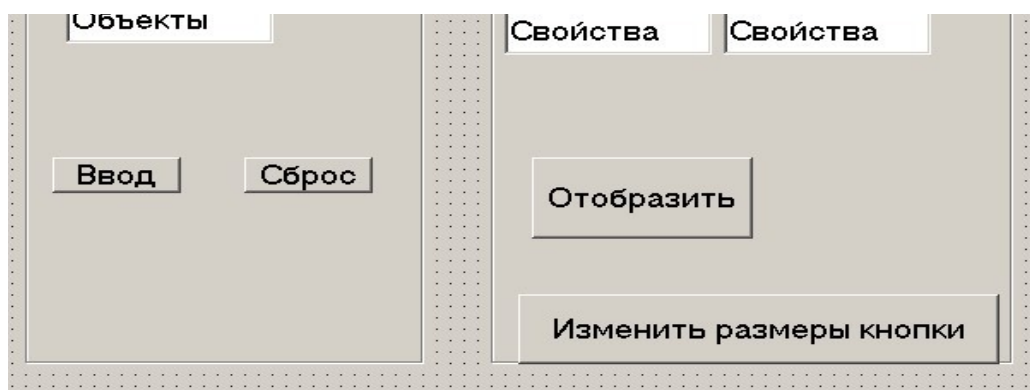 Объекты
Свойства Свойства
Ввод Сброс
Отобразить
Изменить размеры кнопки